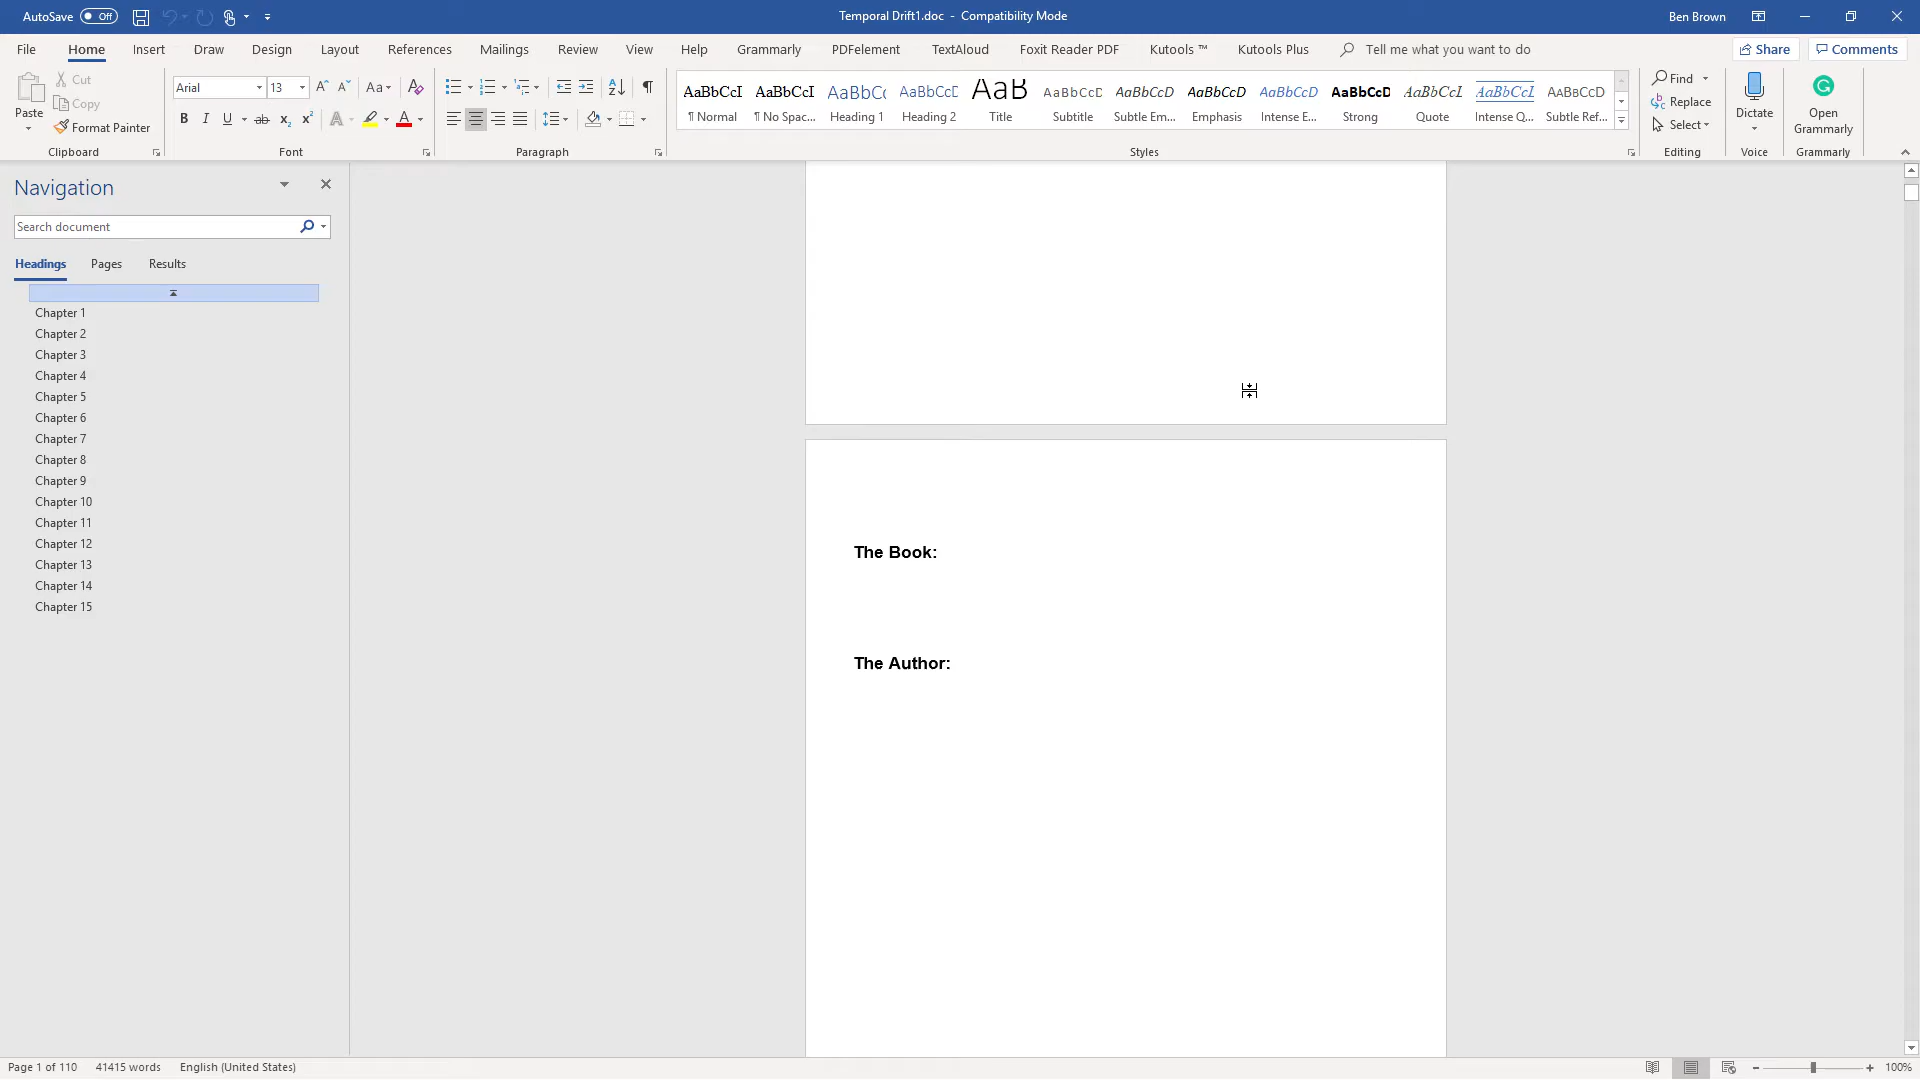 AutoSave Off
Temporal Drift1.doc - Compatibility Mode
Ben Brown
File Home Insert Draw Design Layout References Mailings Review View Help Grammarly PDFelement TextAloud Foxit Reader PDF Kutools ™ Kutools Plus Tell me what you want to do Share Comments
Paste
Cut
Copy
Format Painter
Clipboard
Arial 13
Font
Paragraph
AaBbCcI AaBbCcI AaBbCc AaBbCcD AaB AaBbCcD AaBbCcD AaBbCcD AaBbCcD AaBbCcD AaBbCcI AaBbCcI AaBbCcD
¶ Normal ¶ No Spac... Heading 1 Heading 2 Title Subtitle Subtle Em... Emphasis Intense E... Strong Quote Intense Q... Subtle Ref...
Styles
Find
Replace
Select
Editing
Dictate
Voice
Open
Grammarly
Grammarly
Navigation
Search document
Headings Pages Results
Chapter 1
Chapter 2
Chapter 3
Chapter 4
Chapter 5
Chapter 6
Chapter 7
Chapter 8
Chapter 9
Chapter 10
Chapter 11
Chapter 12
Chapter 13
Chapter 14
Chapter 15
The Book:
The Author:
Page 1 of 110 41415 words English (United States)
100%